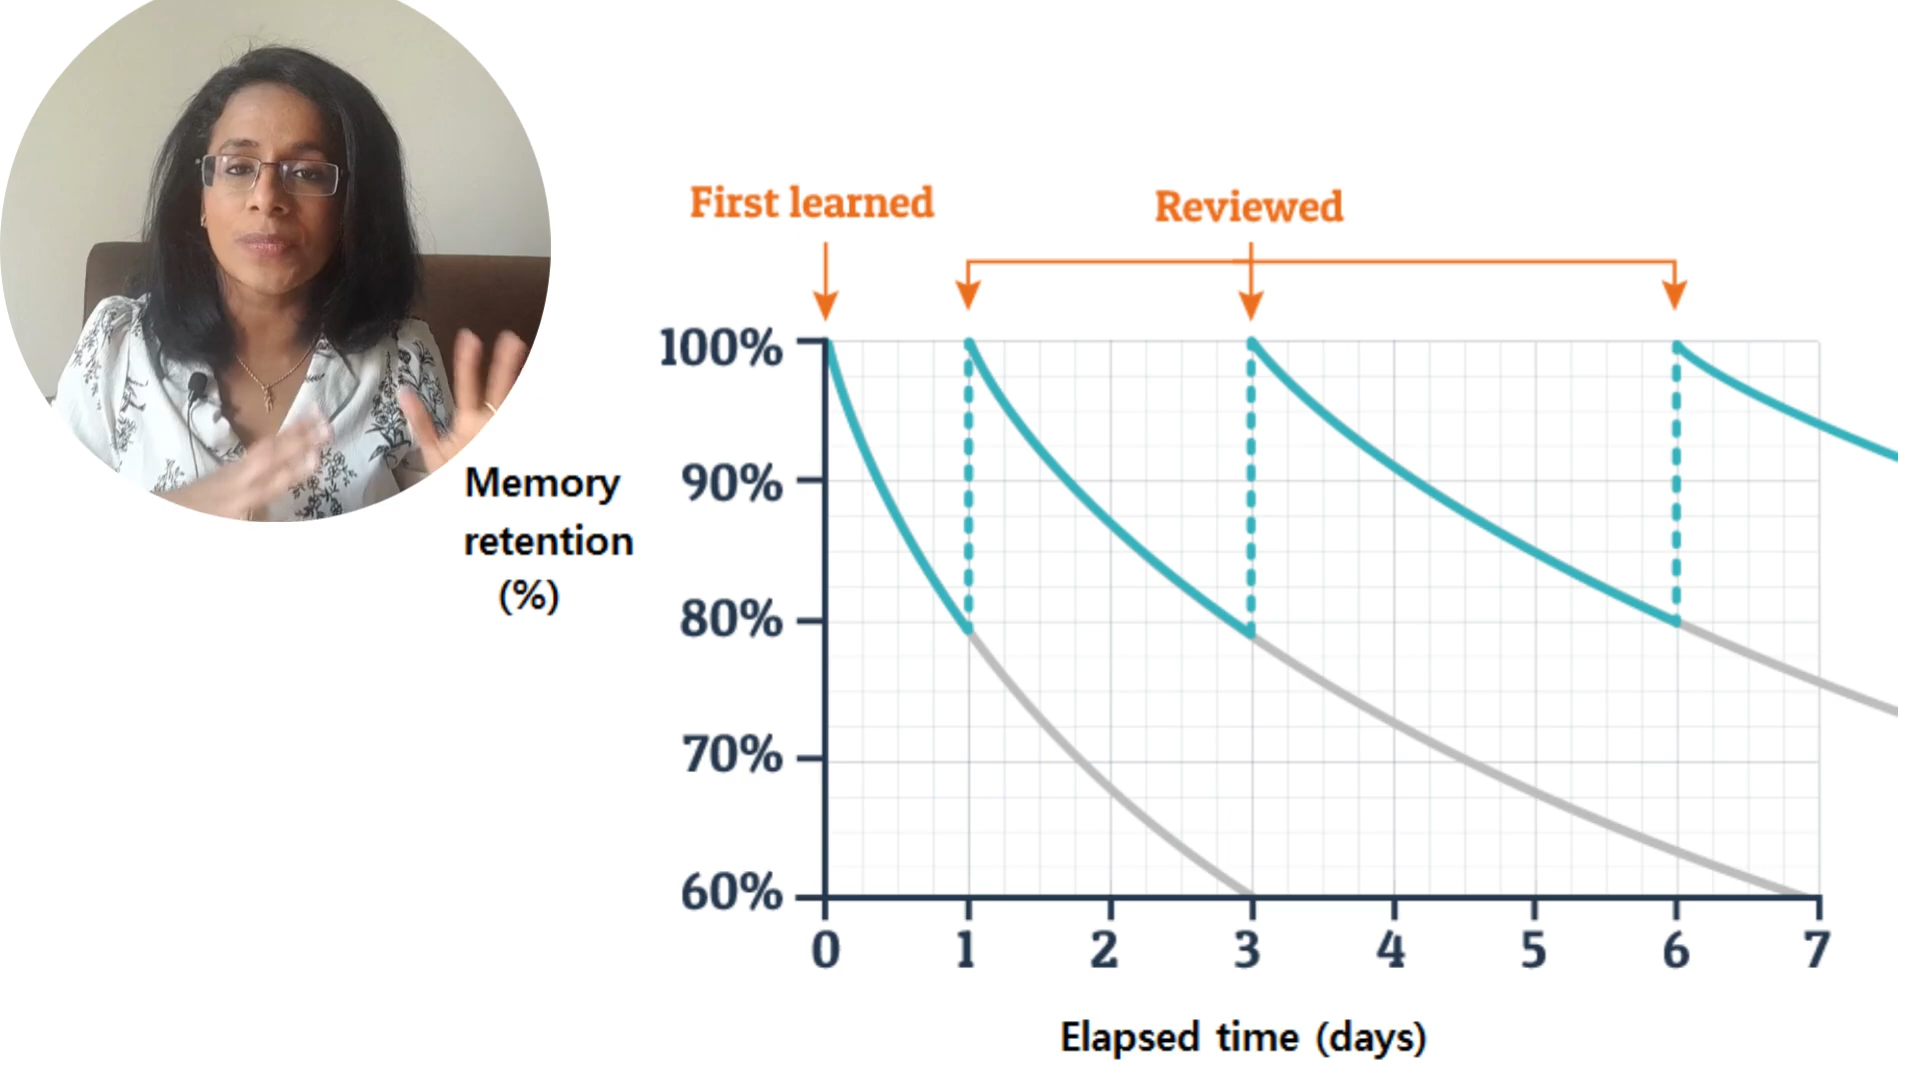 First learned
Reviewed
Memory
retention
(%)
100%
90%
80%
70%
60%
0 1 2 3 4 5 6 7
Elapsed time (days)